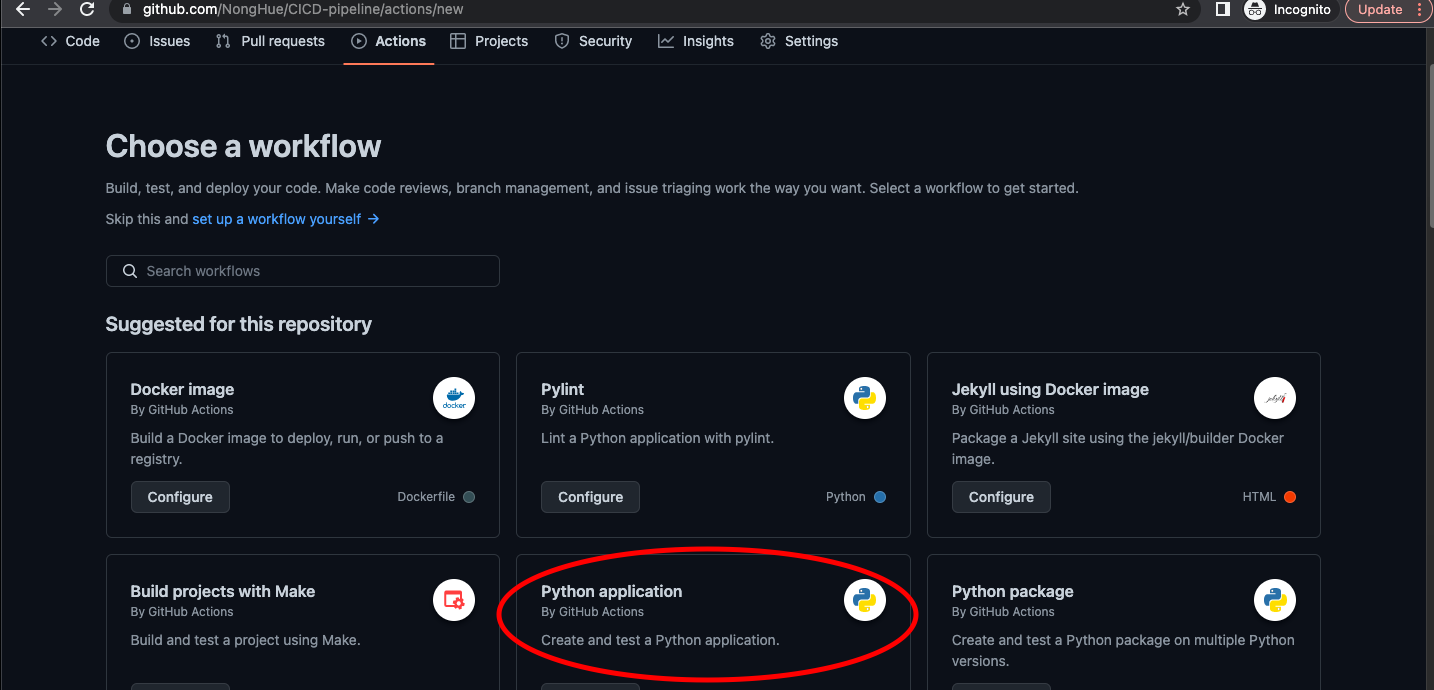 github.com/NongHue/CICD-pipeline/actions/new
Incognito
Update
Code Issues Pull requests Actions Projects Security Insights Settings
Choose a workflow
Build, test, and deploy your code. Make code reviews, branch management, and issue triaging work the way you want. Select a workflow to get started.
Skip this and set up a workflow yourself →
Search workflows
Suggested for this repository
Docker image
By GitHub Actions
docker
Build a Docker image to deploy, run, or push to a
registry.
Configure
Dockerfile
Pylint
By GitHub Actions
Lint a Python application with pylint.
Configure
Python
Jekyll using Docker image
By GitHub Actions
jekyll
Package a Jekyll site using the jekyll/builder Docker
image.
Configure
HTML
Build projects with Make
By GitHub Actions
Build and test a project using Make.
Python application
By GitHub Actions
Create and test a Python application.
Python package
By GitHub Actions
Create and test a Python package on multiple Python
versions.